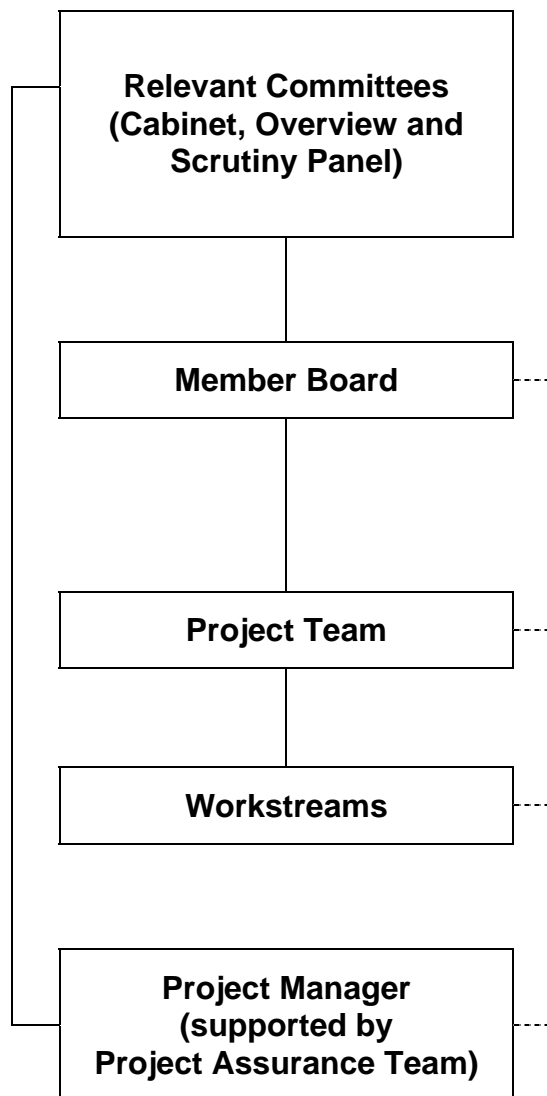 Relevant Committees
(Cabinet, Overview and
Scrutiny Panel)
Member Board
Project Team
Workstreams
Project Manager
(supported by
Project Assurance Team)